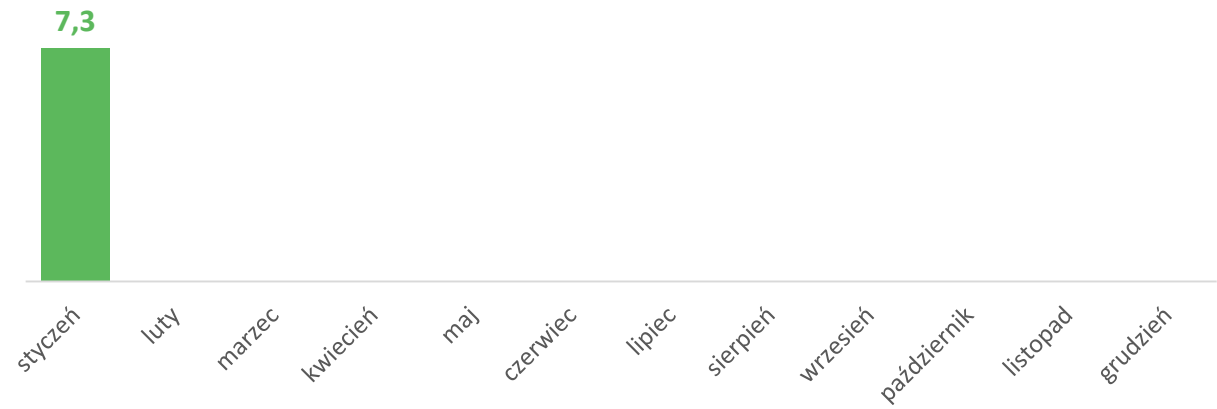 7,3
styczeń
luty
marzec
kwiecień
maj
czerwiec
lipiec
sierpień
wrzesień
październik
listopad
grudzień